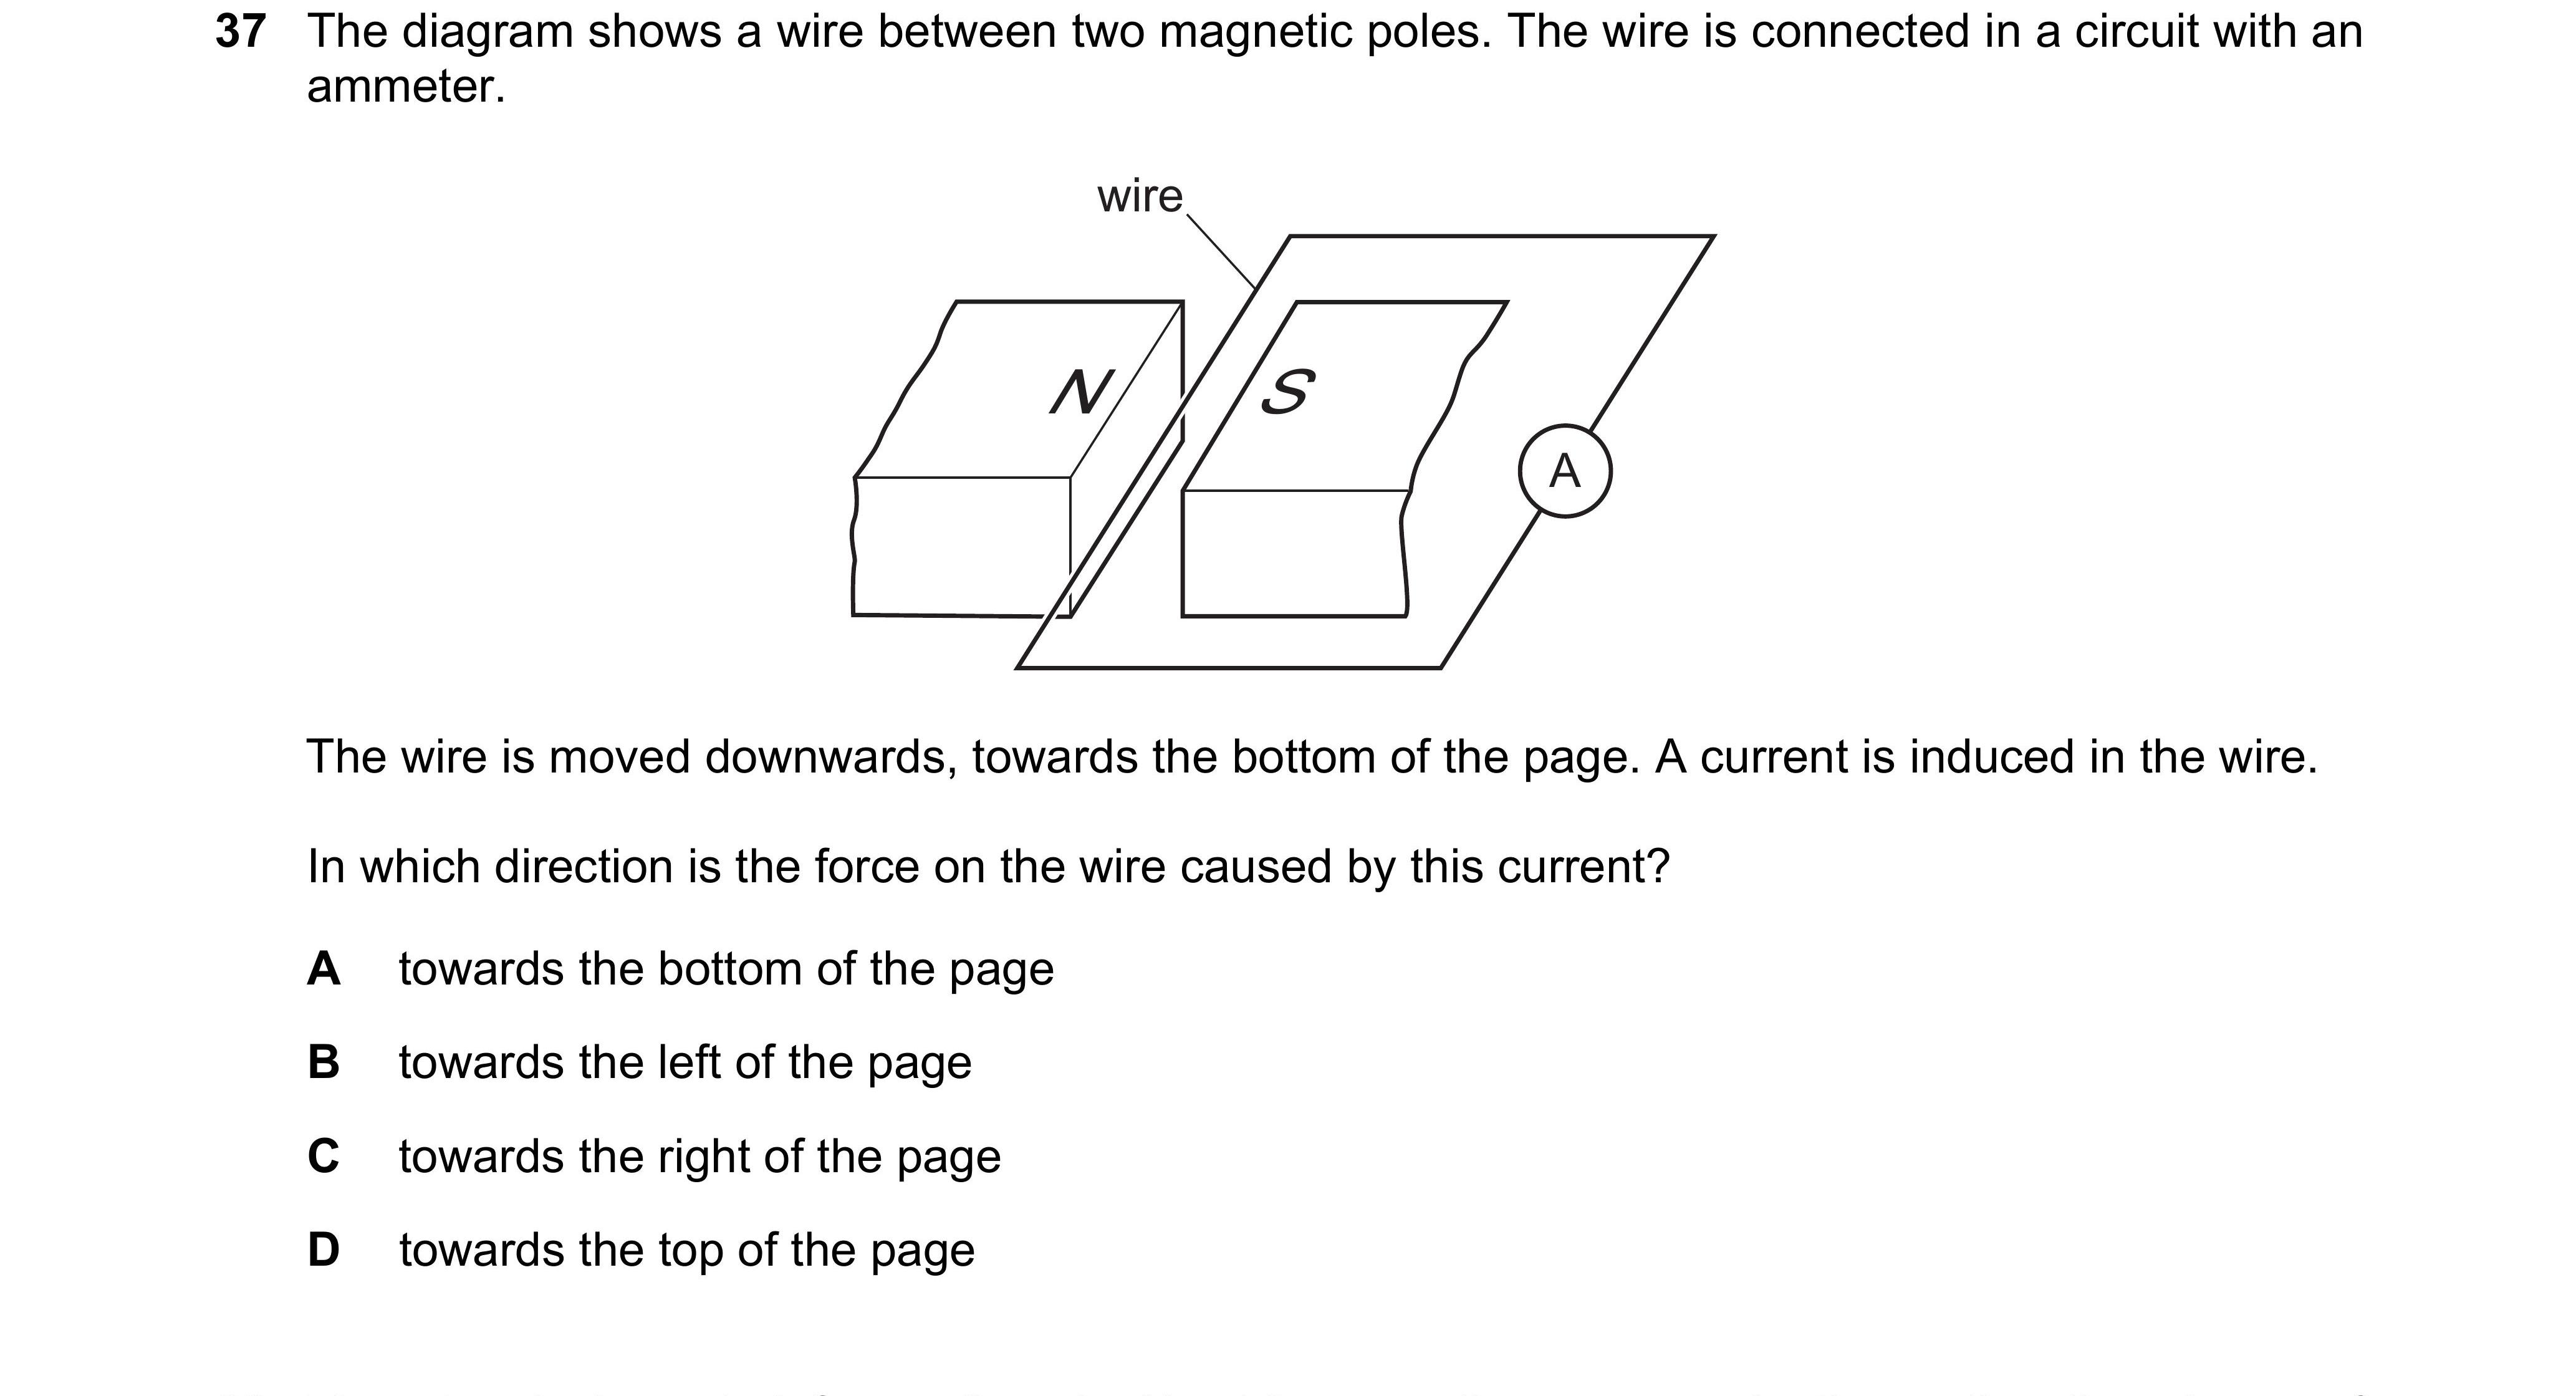 37 The diagram shows a wire between two magnetic poles. The wire is connected in a circuit with an
ammeter.
wire
N
S
A
The wire is moved downwards, towards the bottom of the page. A current is induced in the wire.
In which direction is the force on the wire caused by this current?
A towards the bottom of the page
B towards the left of the page
C towards the right of the page
D towards the top of the page